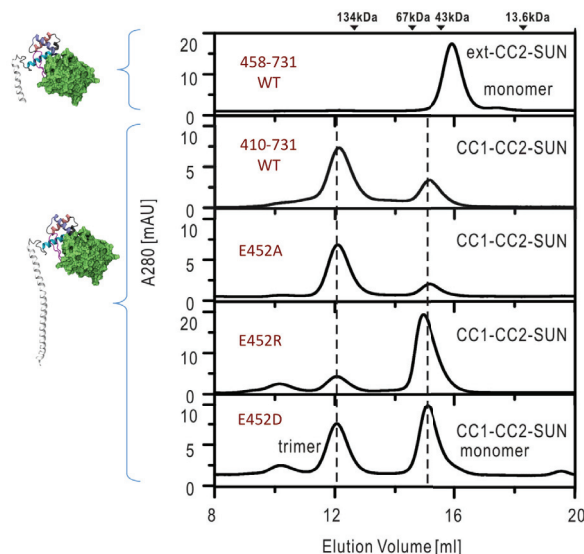 134kDa 67kDa 43kDa 13.6kDa
A280 [mAU]
20
10
0
458-731
WT
ext-CC2-SUN
monomer
10
5
0
410-731
WT
CC1-CC2-SUN
10
5
0
E452A
CC1-CC2-SUN
20
10
0
E452R
CC1-CC2-SUN
10
5
0
E452D
trimer
CC1-CC2-SUN
monomer
8 12 16 20
Elution Volume [ml]